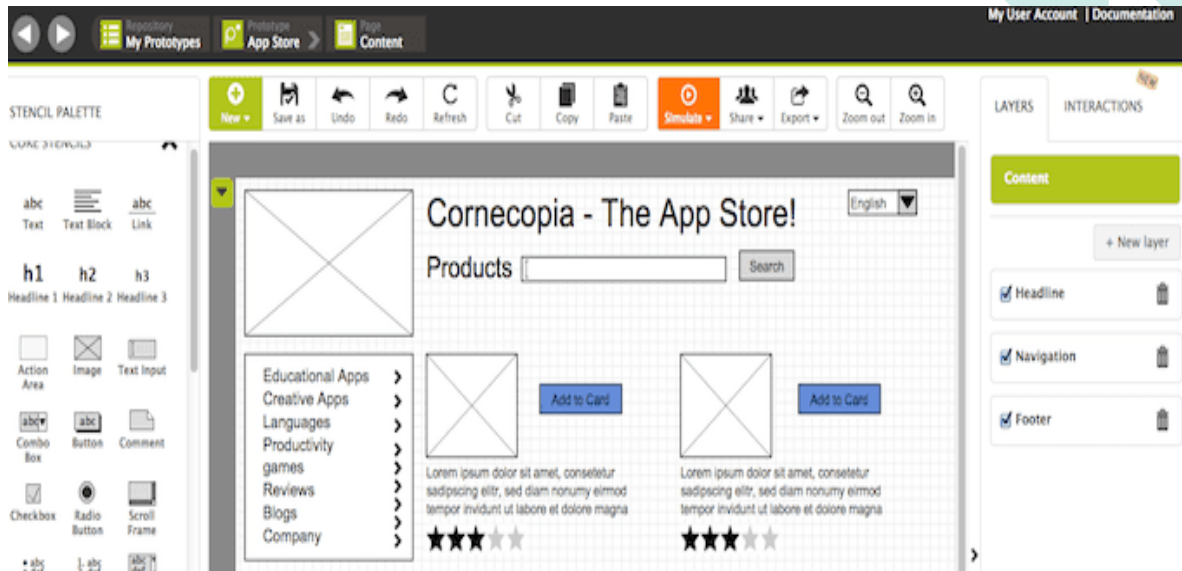 My User Account | Documentation
Repository
My Prototypes
Prototype
App Store
Page
Content
STENCIL PALETTE
New
Save as
Undo
Redo
Refresh
Cut
Copy
Paste
Simulate
Share
Export
Zoom out
Zoom in
LAYERS
INTERACTIONS
NEW
CORE STENCILS
abc
abc
Text
Text Block
Link
h1
h2
h3
Headline 1
Headline 2
Headline 3
Action Area
Image
Text Input
abc
abc
Combo Box
Button
Comment
Checkbox
Radio Button
Scroll Frame
Cornecopia - The App Store!
English
Products
Search
Educational Apps
Creative Apps
Languages
Productivity
games
Reviews
Blogs
Company
Add to Card
Lorem ipsum dolor sit amet, consetetur
sadipscing elitr, sed diam nonumy eirmod
tempor invidunt ut labore et dolore magna
Add to Card
Lorem ipsum dolor sit amet, consetetur
sadipscing elitr, sed diam nonumy eirmod
tempor invidunt ut labore et dolore magna
Content
+ New layer
Headline
Navigation
Footer